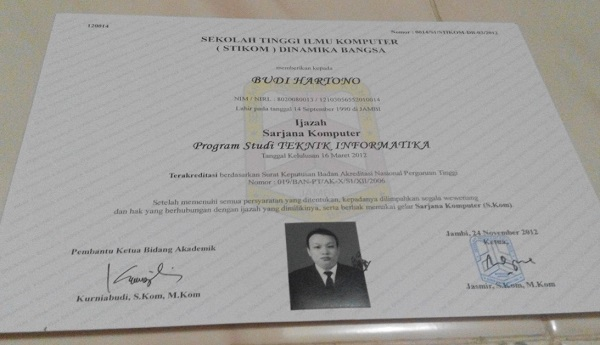 120014
SEKOLAH TINGGI ILMU KOMPUTER
( STIKOM ) DINAMIKA BANGSA
memberikan kepada
BUDI HARTONO
NIM / NIRL :
Lahir pada tanggal 14 September 1990 di JAMBI
Ijazah
Sarjana Komputer
Program Studi TEKNIK INFORMATIKA
Tanggal Kelulusan 16 Maret 2012
Terakreditasi berdasarkan Surat Keputusan Badan Akreditasi Nasional Perguruan Tinggi
Nomor : 019/BAN-PT/AK-X/S1/XII/2006
Setelah memenuhi semua persyaratan yang ditentukan, kepadanya dilimpahkan segala wewenang
dan hak yang berhubungan dengan ijazah yang dimilikinya, serta berhak memakai gelar Sarjana Komputer (S.Kom)
Jambi, 24 November 2012
Pembantu Ketua Bidang Akademik
Ketua,
Kurniabudi, S.Kom, M.Kom
Jasmir, S.Kom, M.Kom